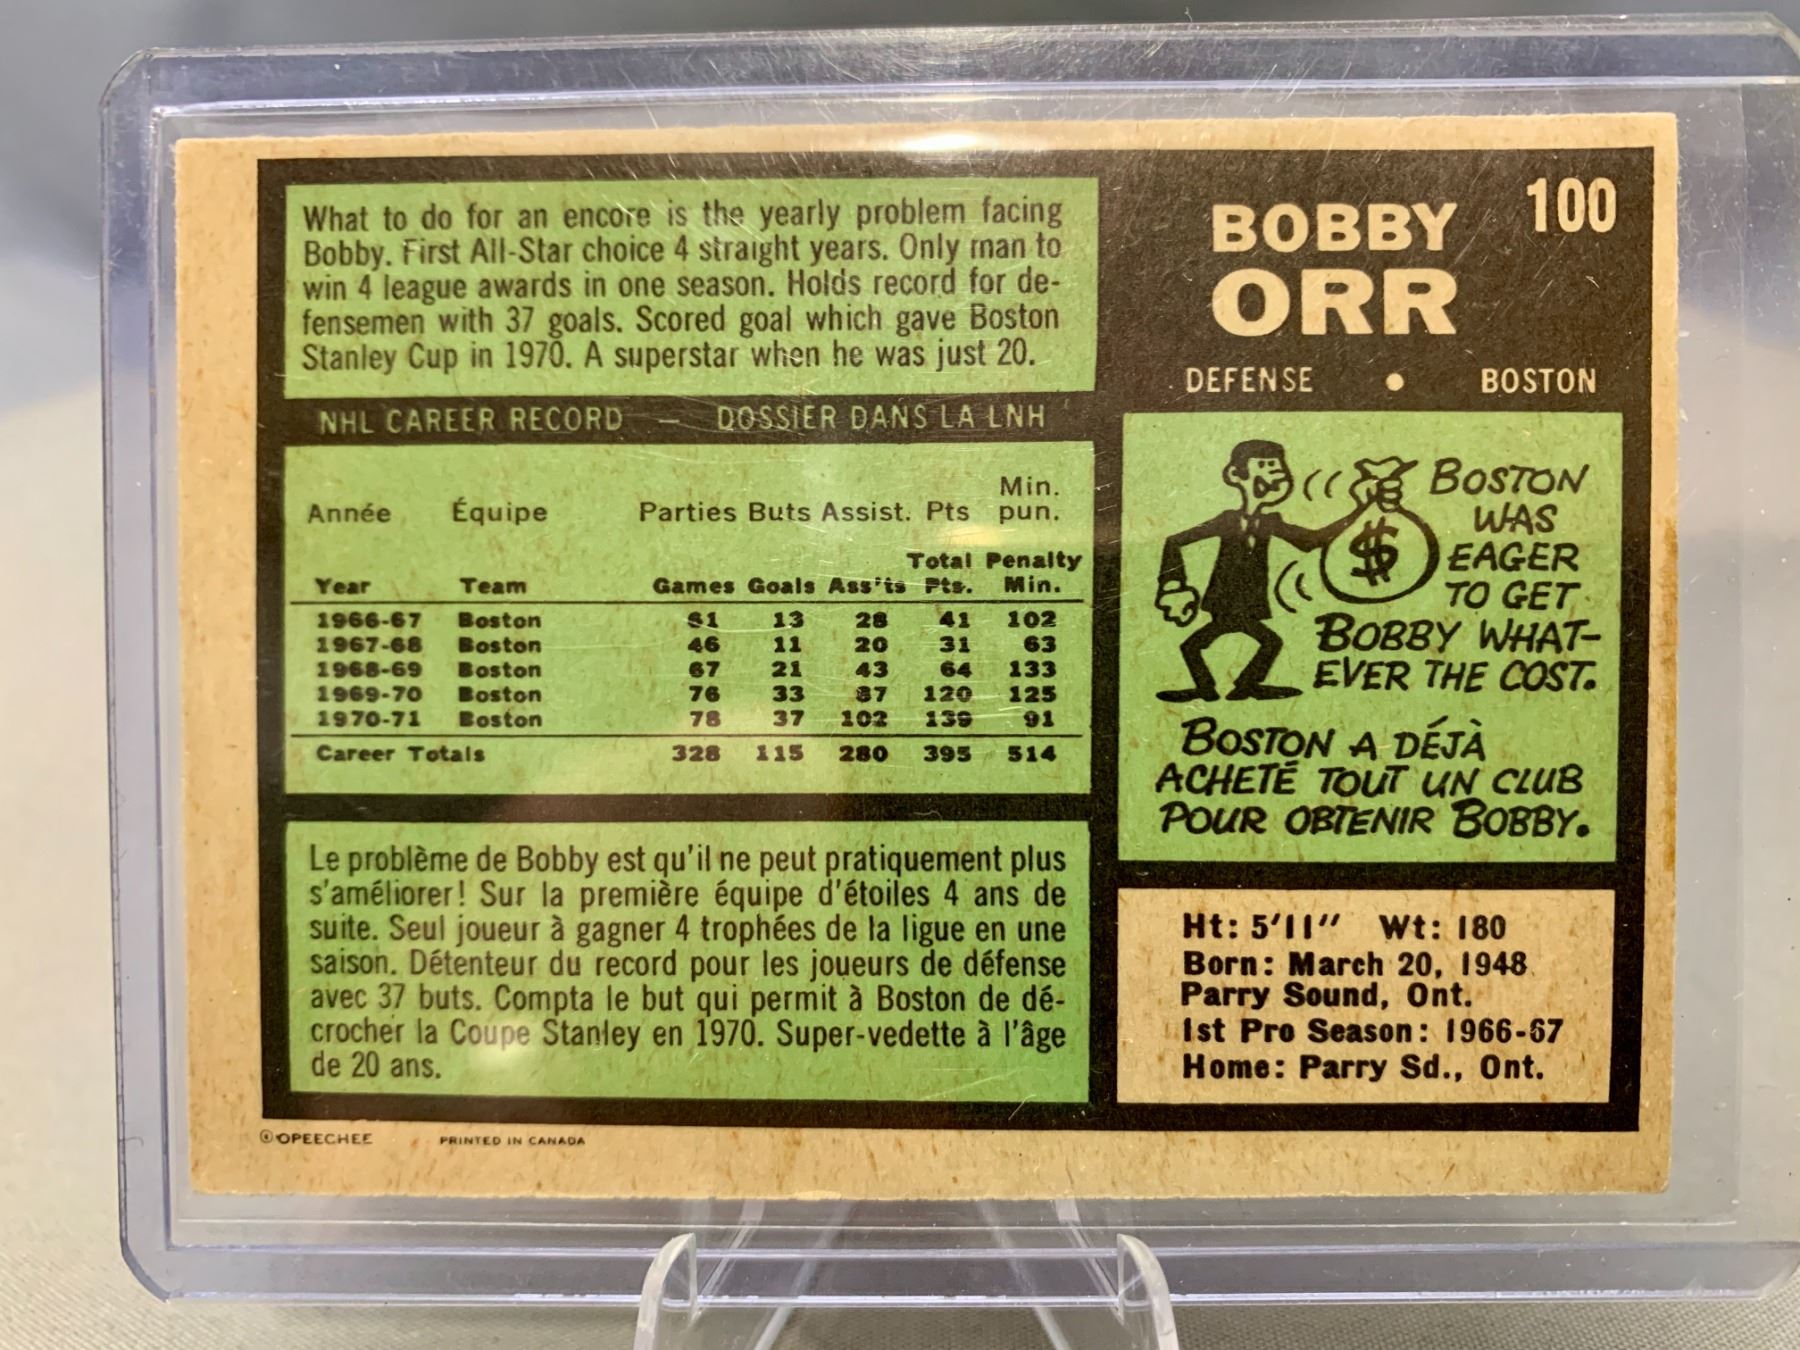 What to do for an encore is the yearly problem facing
Bobby. First All-Star choice 4 straight years. Only man to
win 4 league awards in one season. Holds record for de-
fensemen with 37 goals. Scored goal which gave Boston
Stanley Cup in 1970. A superstar when he was just 20.
100
BOBBY
ORR
DEFENSE • BOSTON
NHL CAREER RECORD — DOSSIER DANS LA LNH
Année Équipe Parties Buts Assist. Pts Min. pun.
Year Team Games Goals Ass'ts Total Pts. Penalty Min.
1966-67 Boston 61 13 28 41 102
1967-68 Boston 46 11 20 31 63
1968-69 Boston 67 21 43 64 133
1969-70 Boston 76 33 87 120 125
1970-71 Boston 78 37 102 139 91
Career Totals 328 115 280 395 514
$
BOSTON
WAS
EAGER
TO GET
BOBBY WHAT-
EVER THE COST.
BOSTON A DÉJÀ
ACHETÉ TOUT UN CLUB
POUR OBTENIR BOBBY.
Le problème de Bobby est qu'il ne peut pratiquement plus
s'améliorer! Sur la première équipe d'étoiles 4 ans de
suite. Seul joueur à gagner 4 trophées de la ligue en une
saison. Détenteur du record pour les joueurs de défense
avec 37 buts. Compta le but qui permit à Boston de dé-
crocher la Coupe Stanley en 1970. Super-vedette à l'âge
de 20 ans.
Ht: 5'11" Wt: 180
Born: March 20, 1948
Parry Sound, Ont.
1st Pro Season: 1966-67
Home: Parry Sd., Ont.
©OPEECHEE PRINTED IN CANADA